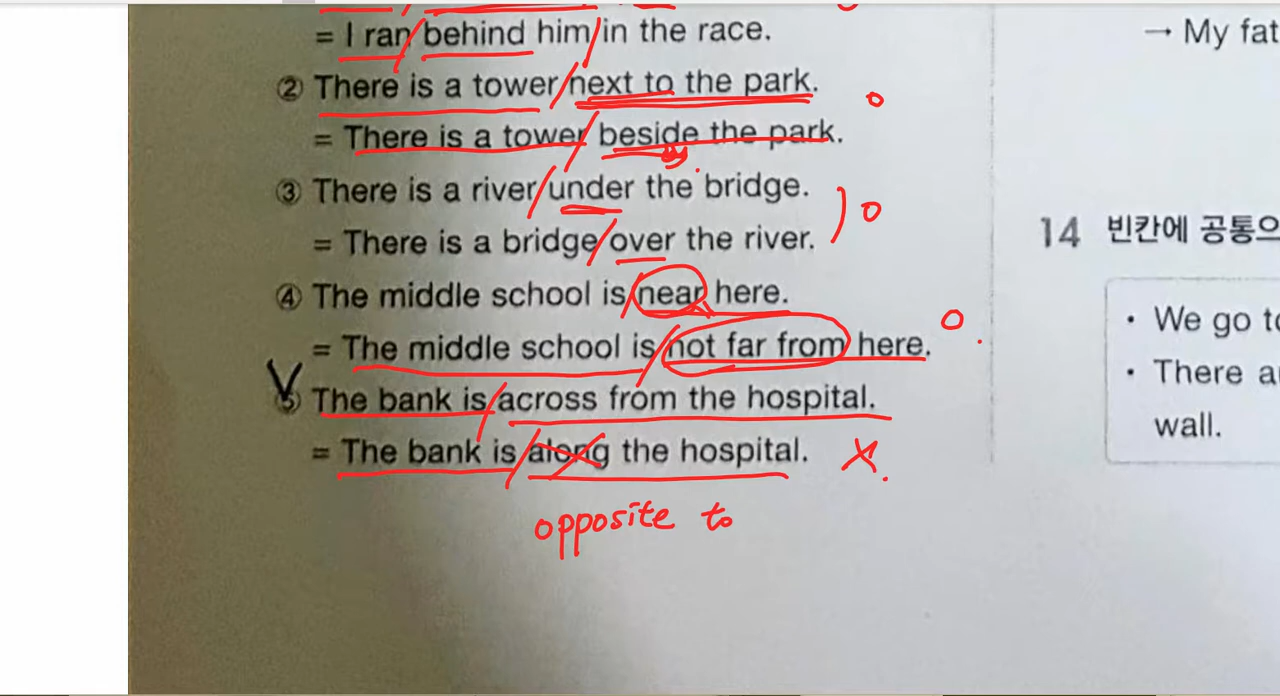 = I ran behind him in the race.
② There is a tower next to the park.
= There is a tower beside the park.
by
③ There is a river under the bridge.
= There is a bridge over the river.
④ The middle school is near here.
= The middle school is not far from here.
⑤ The bank is across from the hospital.
= The bank is along the hospital.
opposite to
→ My fat
14 빈칸에 공통으
• We go to
• There a
wall.